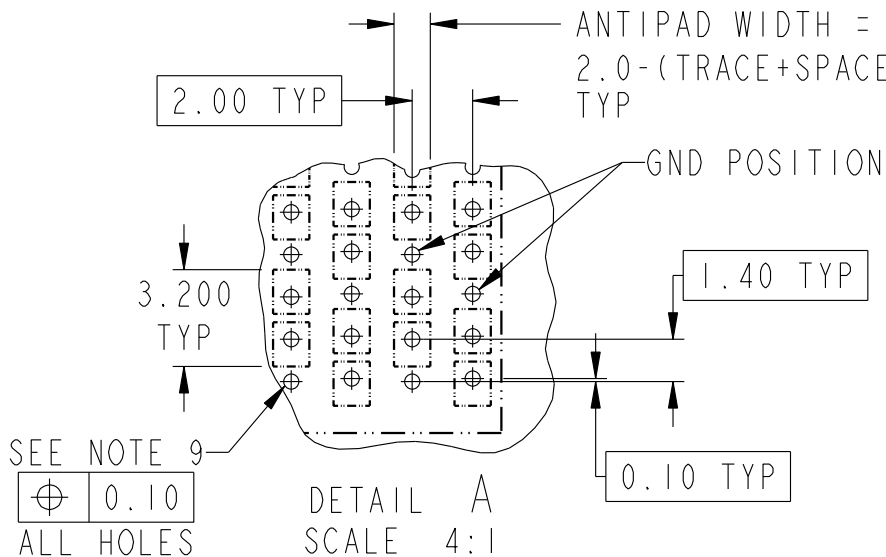 ANTIPAD WIDTH =
2.0-(TRACE+SPACE
TYP
2.00 TYP
GND POSITION
1.40 TYP
3.200
TYP
SEE NOTE 9
0.10
ALL HOLES
0.10 TYP
DETAIL A
SCALE 4:1